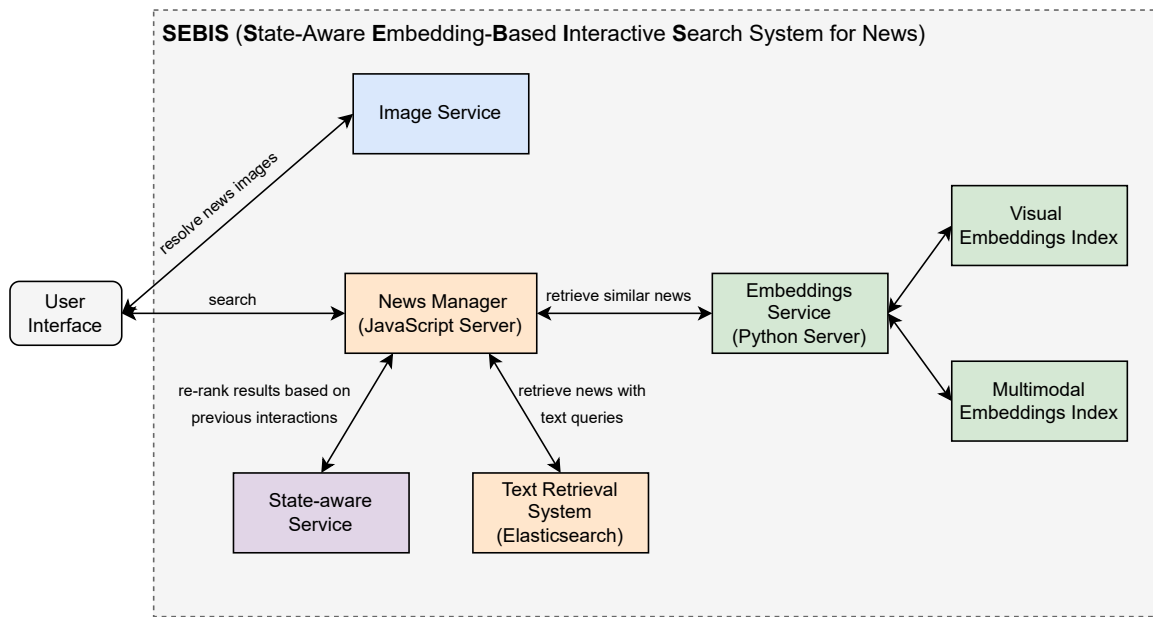 SEBIS (State-Aware Embedding-Based Interactive Search System for News)
Image Service
resolve news images
Visual
Embeddings Index
User
Interface
search
News Manager
(JavaScript Server)
retrieve similar news
Embeddings
Service
(Python Server)
re-rank results based on
previous interactions
retrieve news with
text queries
Multimodal
Embeddings Index
State-aware
Service
Text Retrieval
System
(Elasticsearch)